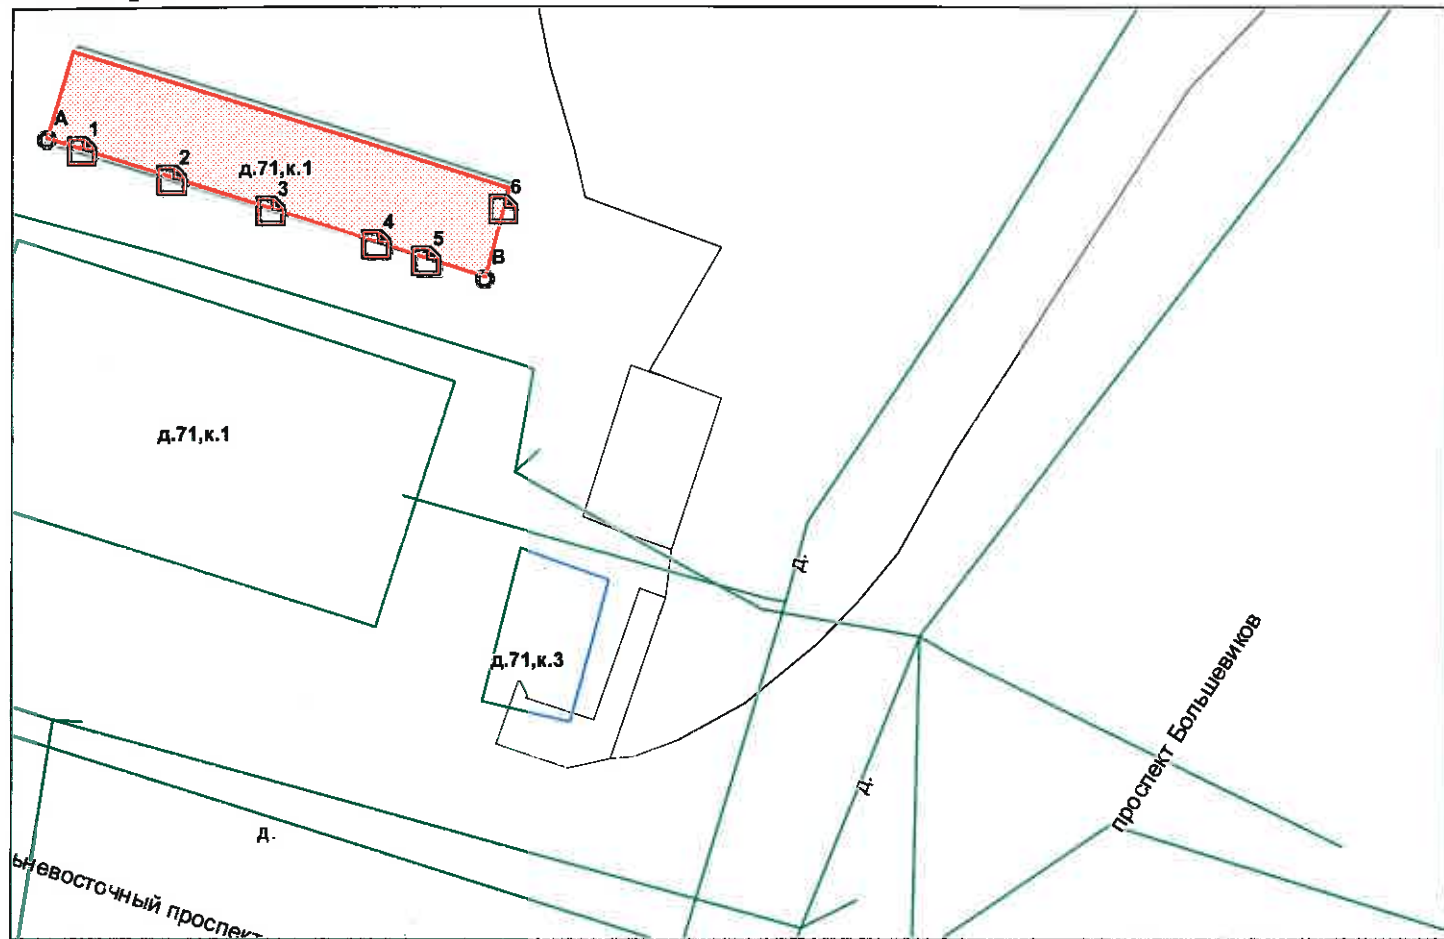 А
1
2
д.71,к.1
3
6
4
5
В
д.71,к.1
д.
д.71,к.3
проспект Большевиков
д.
д.
ьневосточный проспект